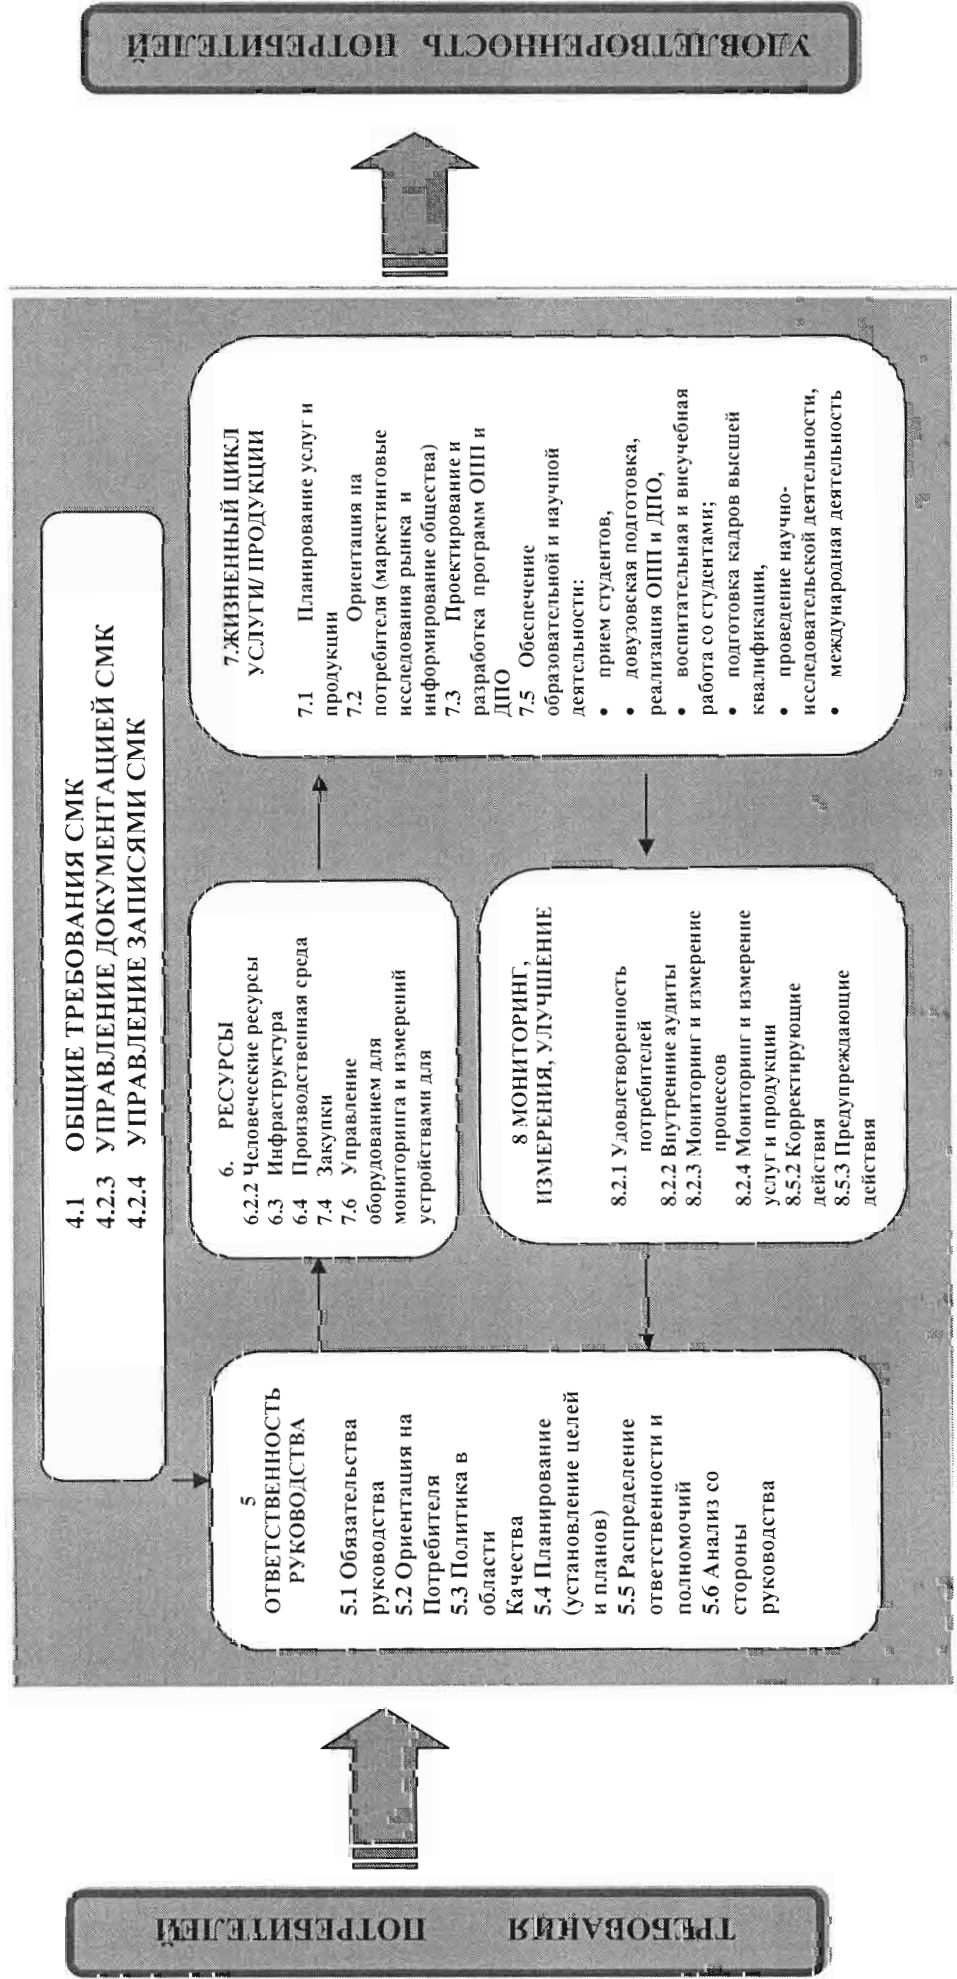 ТРЕБОВАНИЯ ПОТРЕБИТЕЛЕЙ
4.1 ОБЩИЕ ТРЕБОВАНИЯ СМК
4.2.3 УПРАВЛЕНИЕ ДОКУМЕНТАЦИЕЙ СМК
4.2.4 УПРАВЛЕНИЕ ЗАПИСЯМИ СМК
5
ОТВЕТСТВЕННОСТЬ
РУКОВОДСТВА
5.1 Обязательства
руководства
5.2 Ориентация на
Потребителя
5.3 Политика в
области
Качества
5.4 Планирование
(установление целей
и планов)
5.5 Распределение
ответственности и
полномочий
5.6 Анализ со
стороны
руководства
6.
РЕСУРСЫ
6.2.2 Человеческие ресурсы
6.3 Инфраструктура
6.4 Производственная среда
7.4 Закупки
7.6 Управление
оборудованием для
мониторинга и измерений
устройствами для
7.ЖИЗНЕННЫЙ ЦИКЛ
УСЛУГИ/ ПРОДУКЦИИ
7.1 Планирование услуг и
продукции
7.2 Ориентация на
потребителя (маркетинговые
исследования рынка и
информирование общества)
7.3 Проектирование и
разработка программ ОПП и
ДПО
7.5 Обеспечение
образовательной и научной
деятельности:
• прием студентов,
• довузовская подготовка,
реализация ОПП и ДПО,
• воспитательная и внеучебная
работа со студентами;
• подготовка кадров высшей
квалификации,
• проведение научно-
исследовательской деятельности,
• международная деятельность
8 МОНИТОРИНГ,
ИЗМЕРЕНИЯ, УЛУЧШЕНИЕ
8.2.1 Удовлетворенность
потребителей
8.2.2 Внутренние аудиты
8.2.3 Мониторинг и измерение
процессов
8.2.4 Мониторинг и измерение
услуг и продукции
8.5.2 Корректирующие
действия
8.5.3 Предупреждающие
действия
УДОВЛЕТВОРЕННОСТЬ ПОТРЕБИТЕЛЕЙ